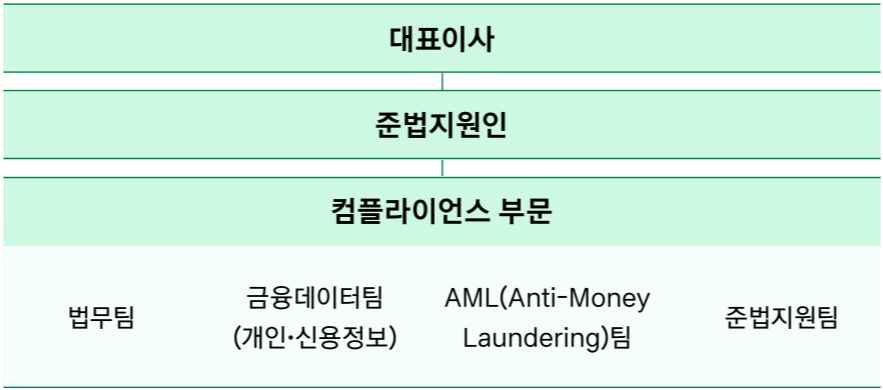 대표이사
준법지원인
컴플라이언스 부문
법무팀
금융데이터팀
(개인·신용정보)
AML(Anti-Money
Laundering)팀
준법지원팀